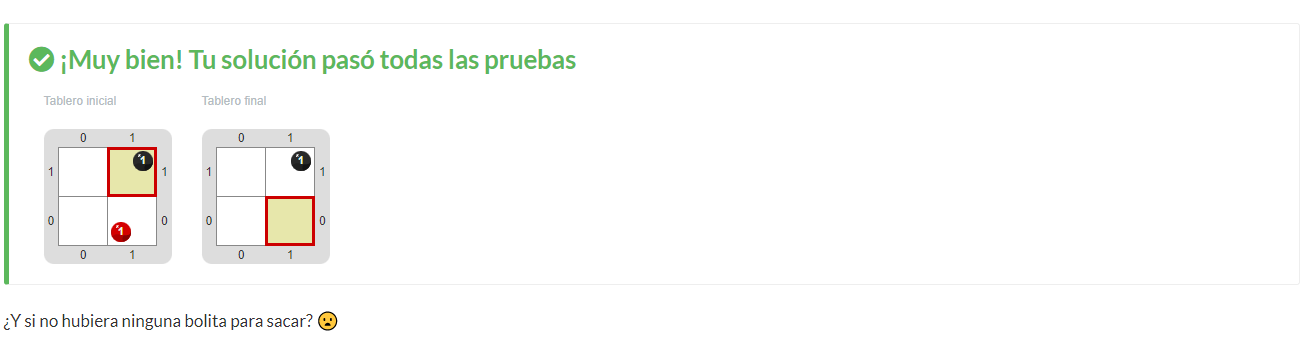 ¡Muy bien! Tu solución pasó todas las pruebas
Tablero inicial
Tablero final
0 1
0 1
1 1 1
1 1 1
0 1 0
0 0
0 1
0 1
¿Y si no hubiera ninguna bolita para sacar? 😦